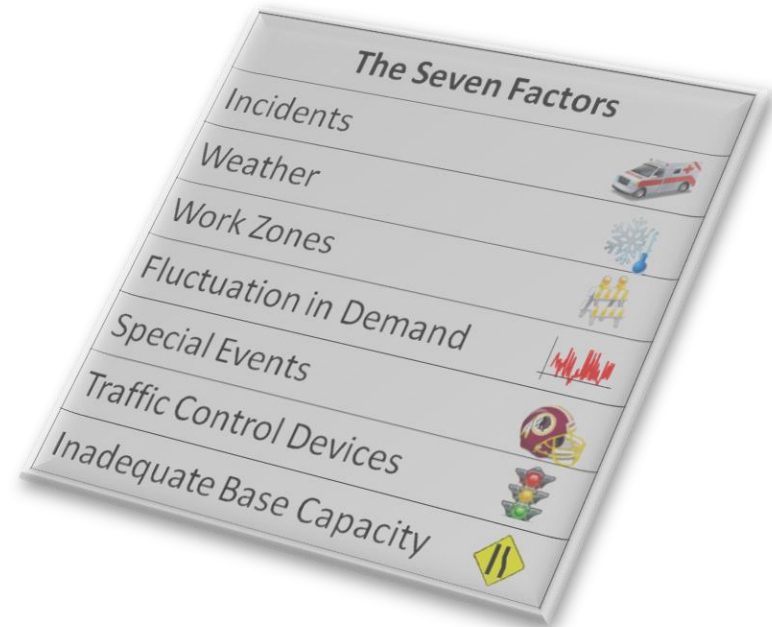 The Seven Factors
Incidents
Weather
Work Zones
Fluctuation in Demand
Special Events
Traffic Control Devices
Inadequate Base Capacity